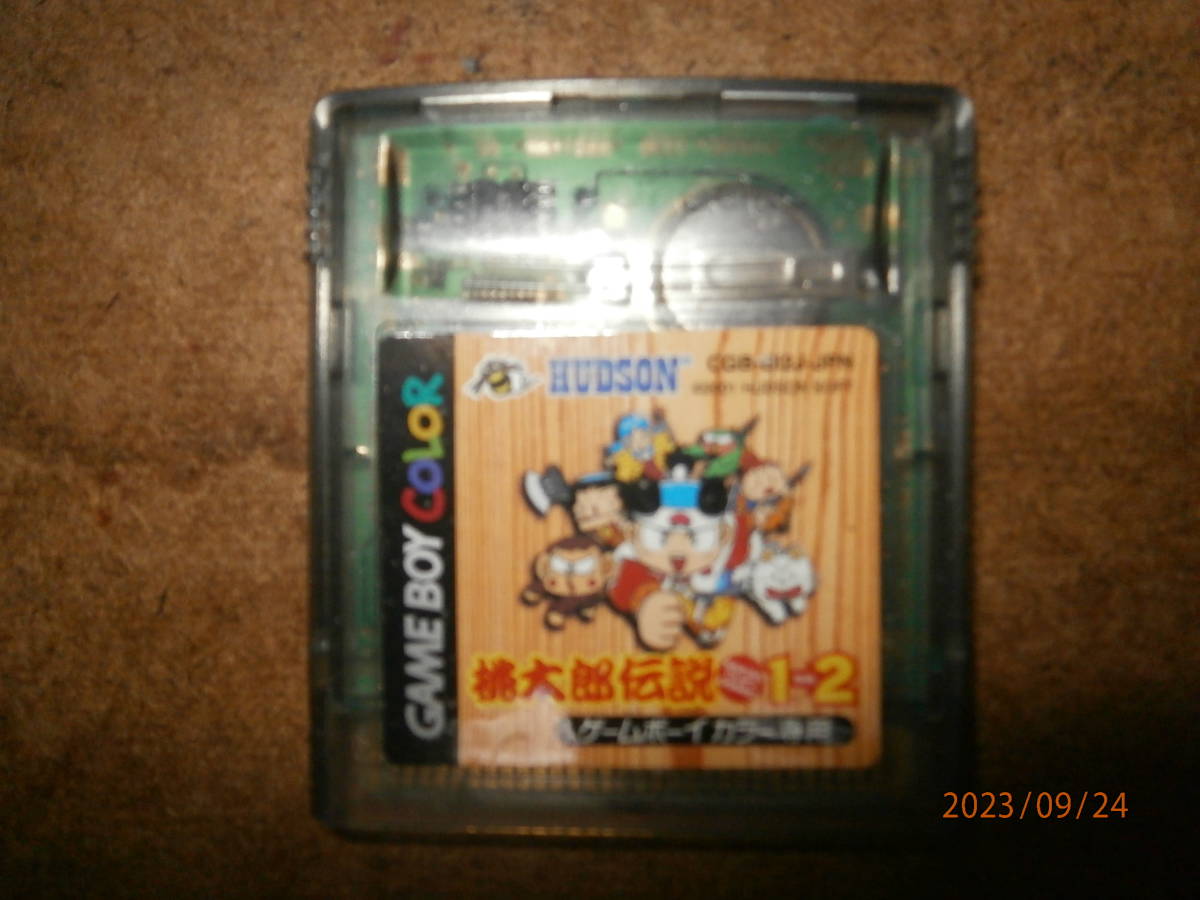 HUDSON
GAME BOY COLOR
桃太郎伝説 1→2
ゲームボーイカラー専用
2023/09/24